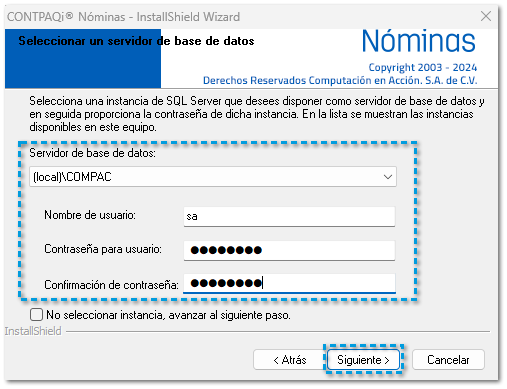 CONTPAQi® Nóminas - InstallShield Wizard
Seleccionar un servidor de base de datos
Nóminas
Copyright 2003 - 2024
Derechos Reservados Computación en Acción. S.A. de C.V.
Selecciona una instancia de SQL Server que desees disponer como servidor de base de datos y
en seguida proporciona la contraseña de dicha instancia. En la lista se muestran las instancias
disponibles en este equipo.
Servidor de base de datos:
(local)\COMPAC
Nombre de usuario: sa
Contraseña para usuario: ●●●●●●●●
Confirmación de contraseña: ●●●●●●●●
No seleccionar instancia, avanzar al siguiente paso.
InstallShield
< Atrás Siguiente > Cancelar